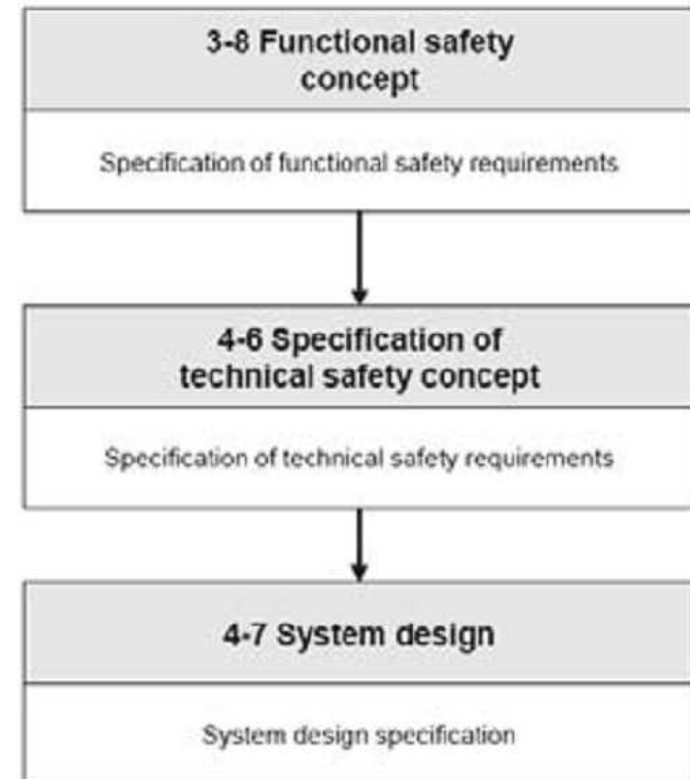 3-8 Functional safety
concept
Specification of functional safety requirements
4-6 Specification of
technical safety concept
Specification of technical safety requirements
4-7 System design
System design specification